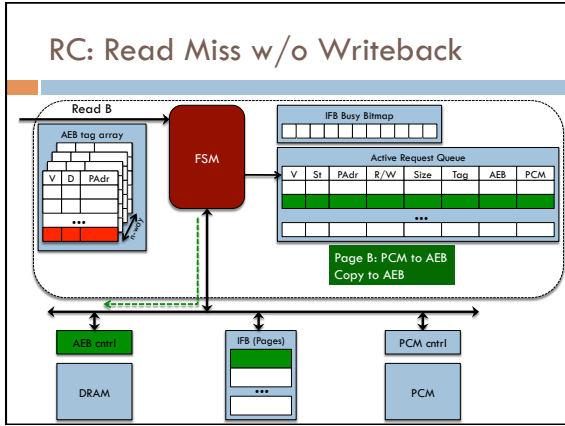 RC: Read Miss w/o Writeback
Read B
IFB Busy Bitmap
AEB tag array
V D PAdr
•••
n-way
FSM
Active Request Queue
V St PAdr R/W Size Tag AEB PCM
•••
Page B: PCM to AEB
Copy to AEB
AEB cntrl
IFB (Pages)
•••
PCM cntrl
DRAM
PCM